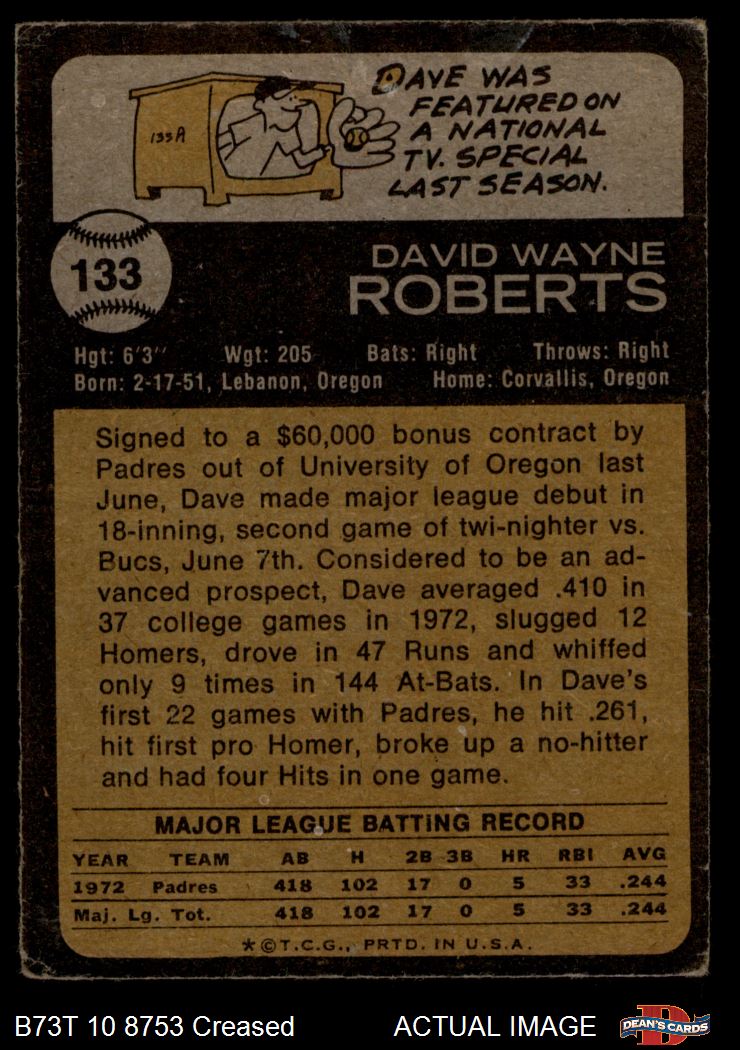 DAVE WAS
FEATURED ON
A NATIONAL
TV. SPECIAL
LAST SEASON.
133A
133
DAVID WAYNE
ROBERTS
Hgt: 6'3" Wgt: 205 Bats: Right Throws: Right
Born: 2-17-51, Lebanon, Oregon Home: Corvallis, Oregon
Signed to a $60,000 bonus contract by
Padres out of University of Oregon last
June, Dave made major league debut in
18-inning, second game of twi-nighter vs.
Bucs, June 7th. Considered to be an ad-
vanced prospect, Dave averaged .410 in
37 college games in 1972, slugged 12
Homers, drove in 47 Runs and whiffed
only 9 times in 144 At-Bats. In Dave's
first 22 games with Padres, he hit .261,
hit first pro Homer, broke up a no-hitter
and had four Hits in one game.
MAJOR LEAGUE BATTING RECORD
YEAR TEAM AB H 2B 3B HR RBI AVG
1972 Padres 418 102 17 0 5 33 .244
Maj. Lg. Tot. 418 102 17 0 5 33 .244
*©T.C.G., PRTD. IN U.S.A.
B73T 10 8753 Creased ACTUAL IMAGE DEAN'S CARDS